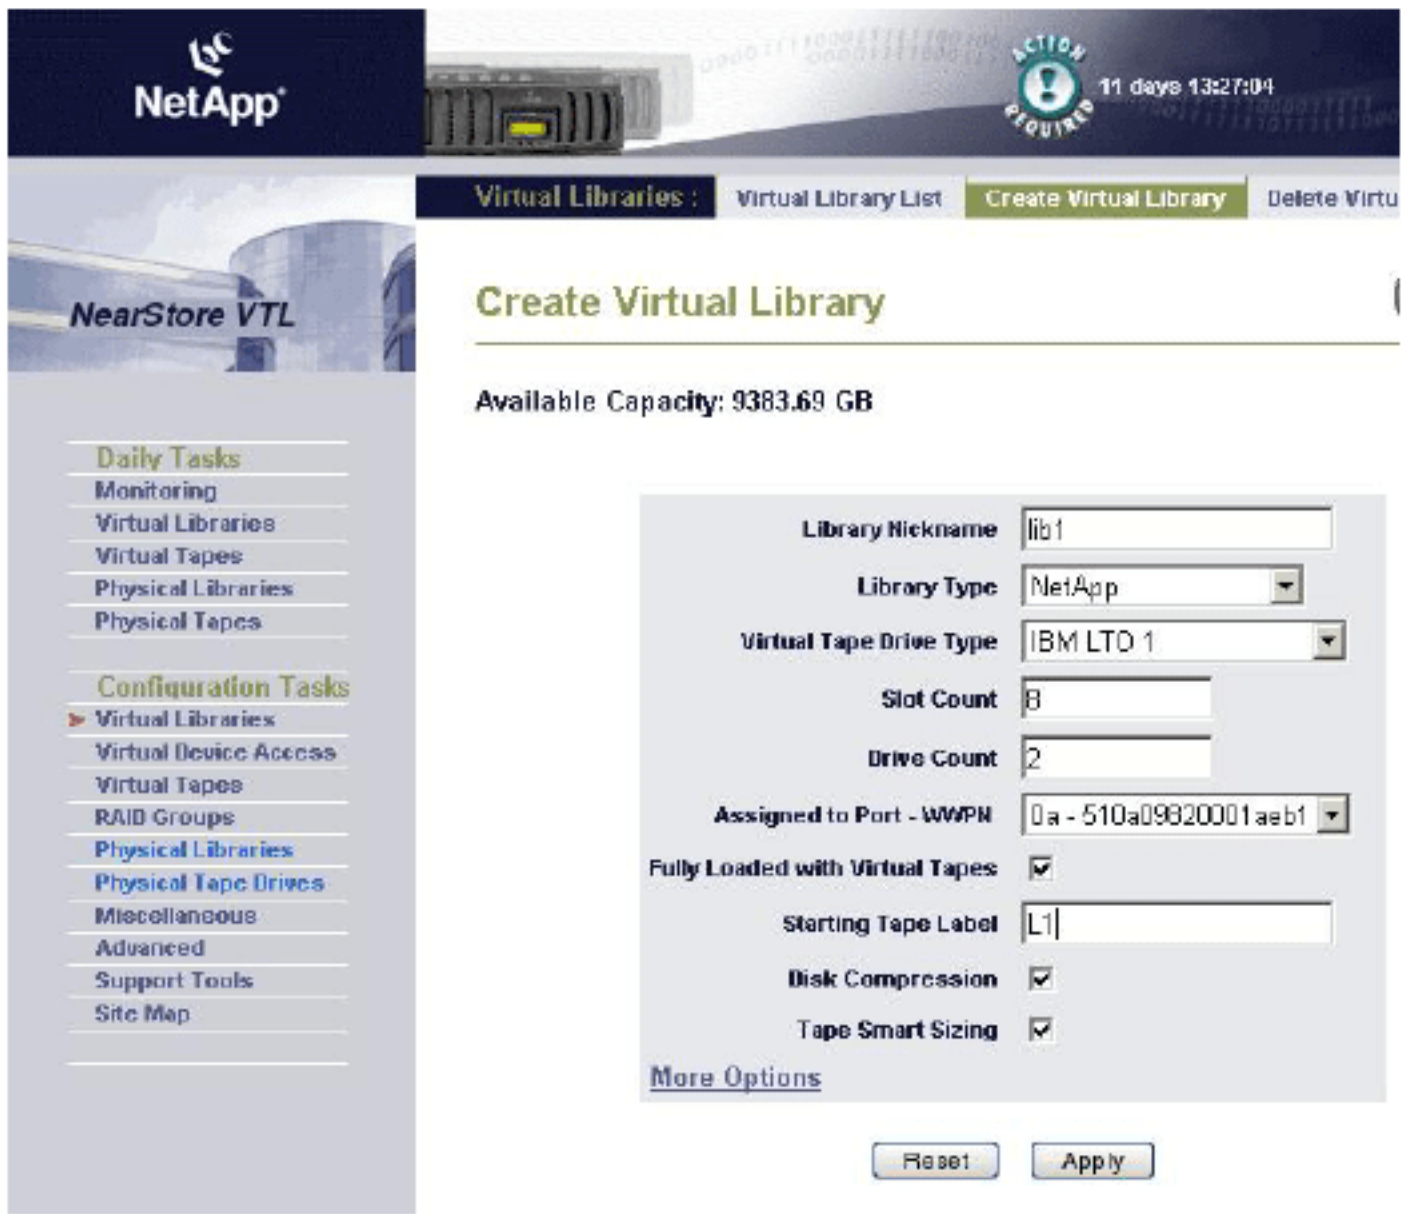 NetApp
ACTION REQUIRED
11 days 13:27:04
Virtual Libraries :
Virtual Library List
Create Virtual Library
Delete Virtu
NearStore VTL
Create Virtual Library
Available Capacity: 9383.69 GB
Daily Tasks
Monitoring
Virtual Libraries
Virtual Tapes
Physical Libraries
Physical Tapes
Configuration Tasks
Virtual Libraries
Virtual Device Access
Virtual Tapes
RAID Groups
Physical Libraries
Physical Tape Drives
Miscellaneous
Advanced
Support Tools
Site Map
Library Nickname lib1
Library Type NetApp
Virtual Tape Drive Type IBM LTO 1
Slot Count 8
Drive Count 2
Assigned to Port - WWPN 0a - 510a09820001aeb1
Fully Loaded with Virtual Tapes
Starting Tape Label L1
Disk Compression
Tape Smart Sizing
More Options
Reset
Apply